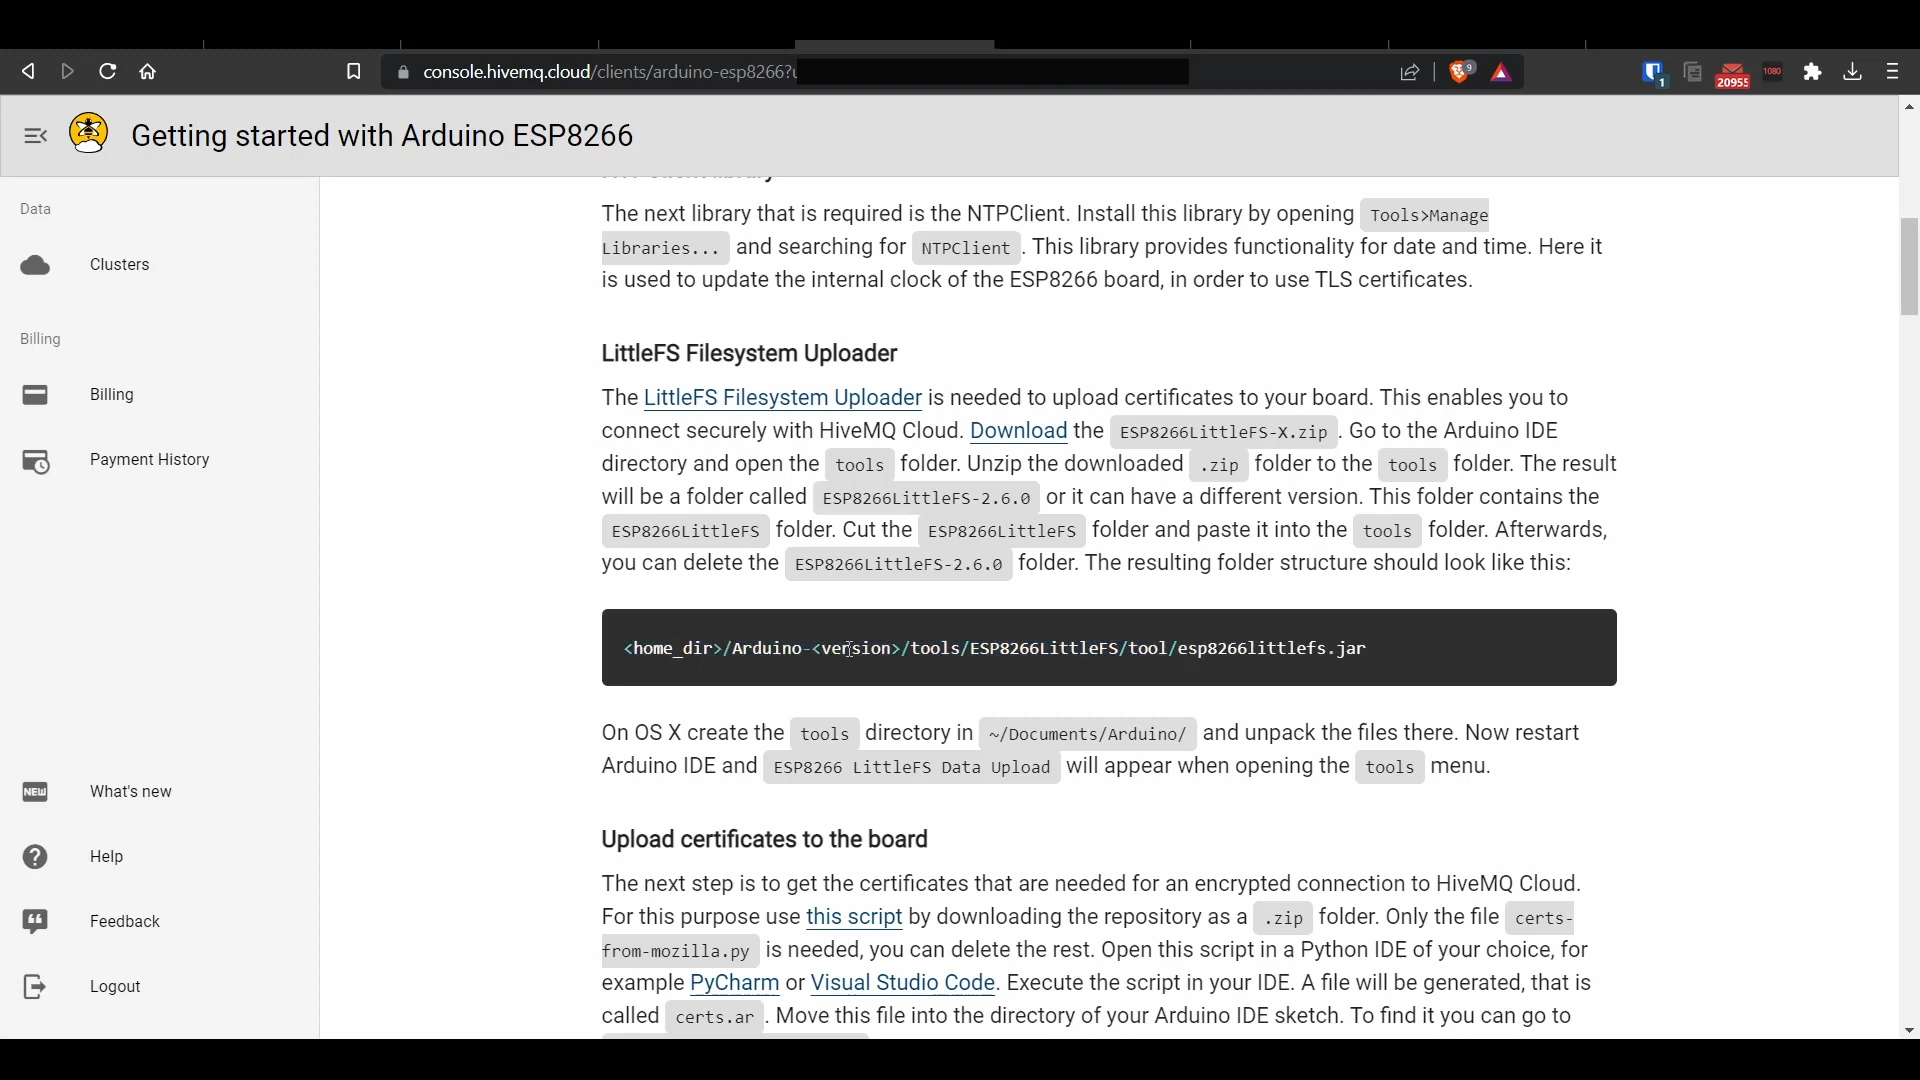 console.hivemq.cloud/clients/arduino-esp8266?
9
1
20955
1080
Getting started with Arduino ESP8266
Data
Clusters
Billing
Billing
Payment History
What's new
Help
Feedback
Logout
The next library that is required is the NTPClient. Install this library by opening Tools>Manage
Libraries... and searching for NTPClient . This library provides functionality for date and time. Here it
is used to update the internal clock of the ESP8266 board, in order to use TLS certificates.
LittleFS Filesystem Uploader
The LittleFS Filesystem Uploader is needed to upload certificates to your board. This enables you to
connect securely with HiveMQ Cloud. Download the ESP8266LittleFS-X.zip . Go to the Arduino IDE
directory and open the tools folder. Unzip the downloaded .zip folder to the tools folder. The result
will be a folder called ESP8266LittleFS-2.6.0 or it can have a different version. This folder contains the
ESP8266LittleFS folder. Cut the ESP8266LittleFS folder and paste it into the tools folder. Afterwards,
you can delete the ESP8266LittleFS-2.6.0 folder. The resulting folder structure should look like this:
<home_dir>/Arduino-<version>/tools/ESP8266LittleFS/tool/esp8266littlefs.jar
On OS X create the tools directory in ~/Documents/Arduino/ and unpack the files there. Now restart
Arduino IDE and ESP8266 LittleFS Data Upload will appear when opening the tools menu.
Upload certificates to the board
The next step is to get the certificates that are needed for an encrypted connection to HiveMQ Cloud.
For this purpose use this script by downloading the repository as a .zip folder. Only the file certs-
from-mozilla.py is needed, you can delete the rest. Open this script in a Python IDE of your choice, for
example PyCharm or Visual Studio Code. Execute the script in your IDE. A file will be generated, that is
called certs.ar . Move this file into the directory of your Arduino IDE sketch. To find it you can go to